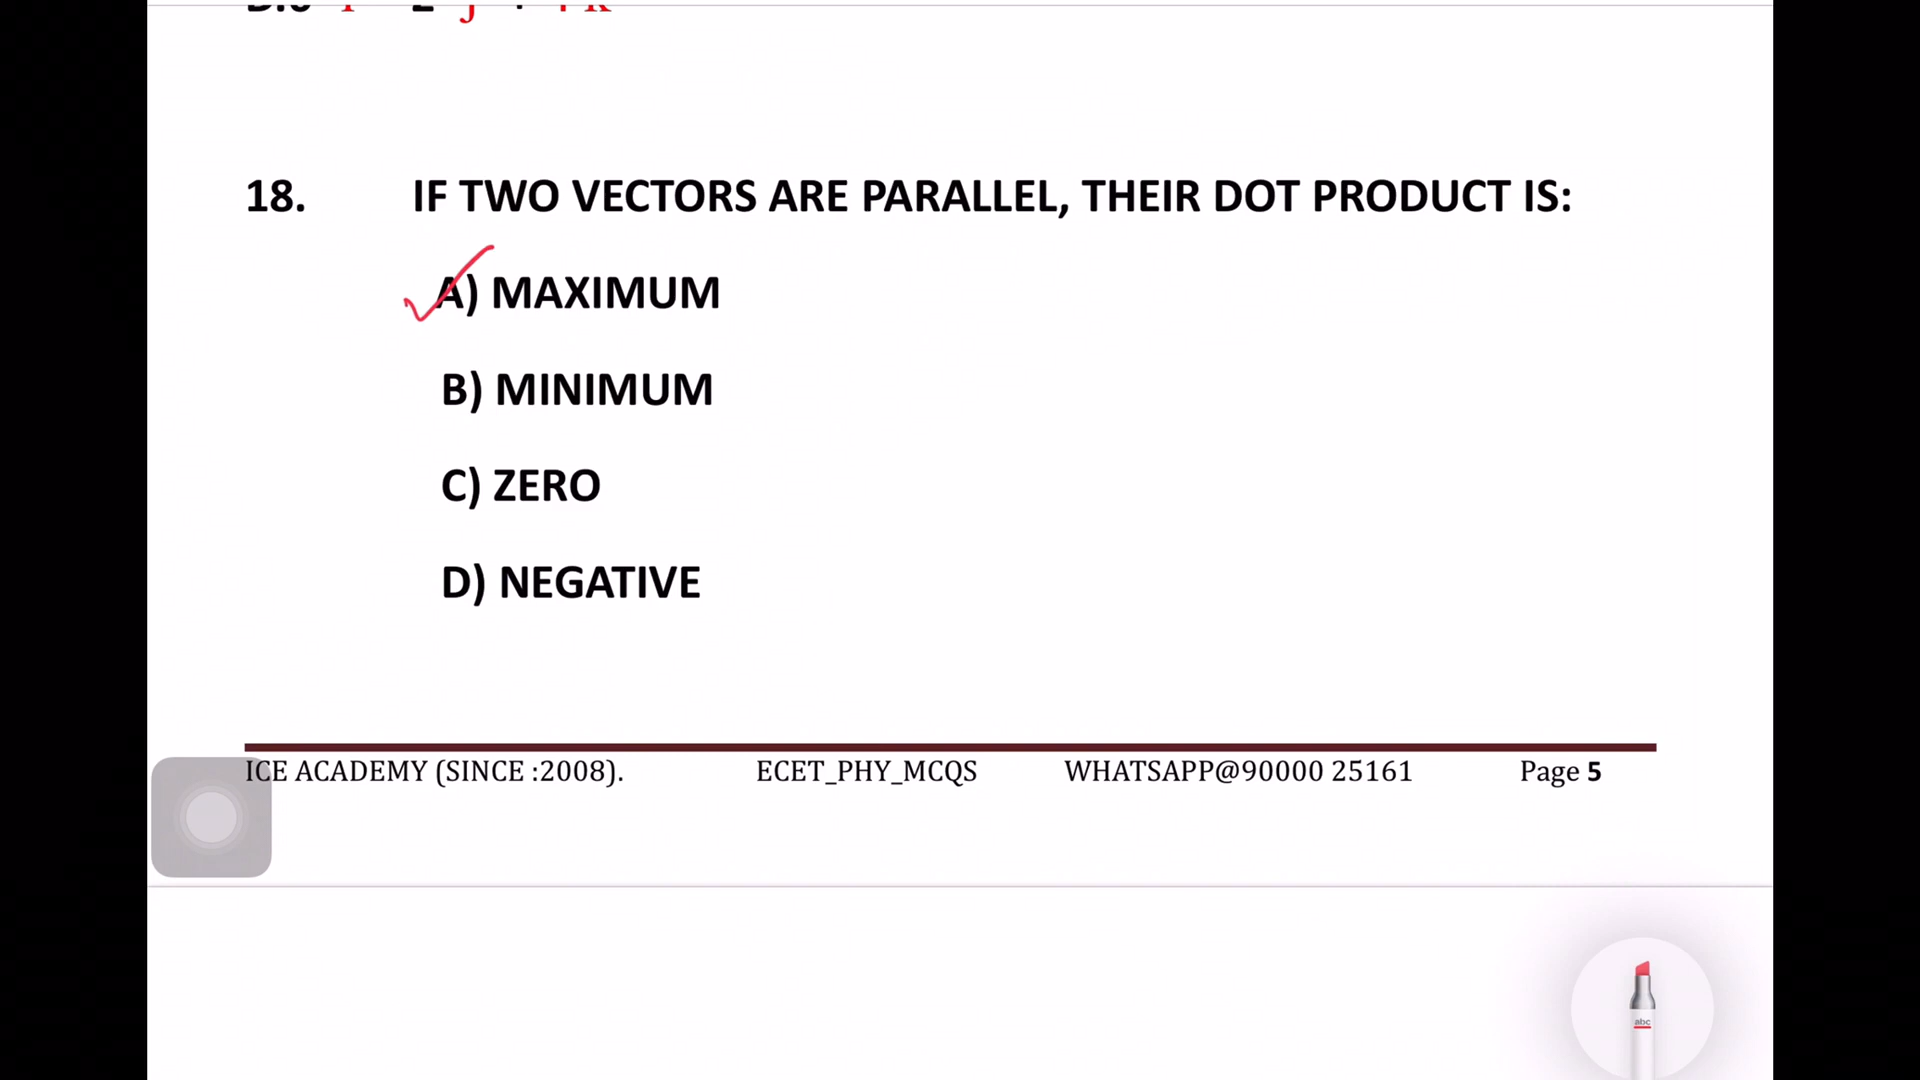 18. IF TWO VECTORS ARE PARALLEL, THEIR DOT PRODUCT IS:
A) MAXIMUM
B) MINIMUM
C) ZERO
D) NEGATIVE
ICE ACADEMY (SINCE :2008). ECET_PHY_MCQS WHATSAPP@90000 25161 Page 5
abc